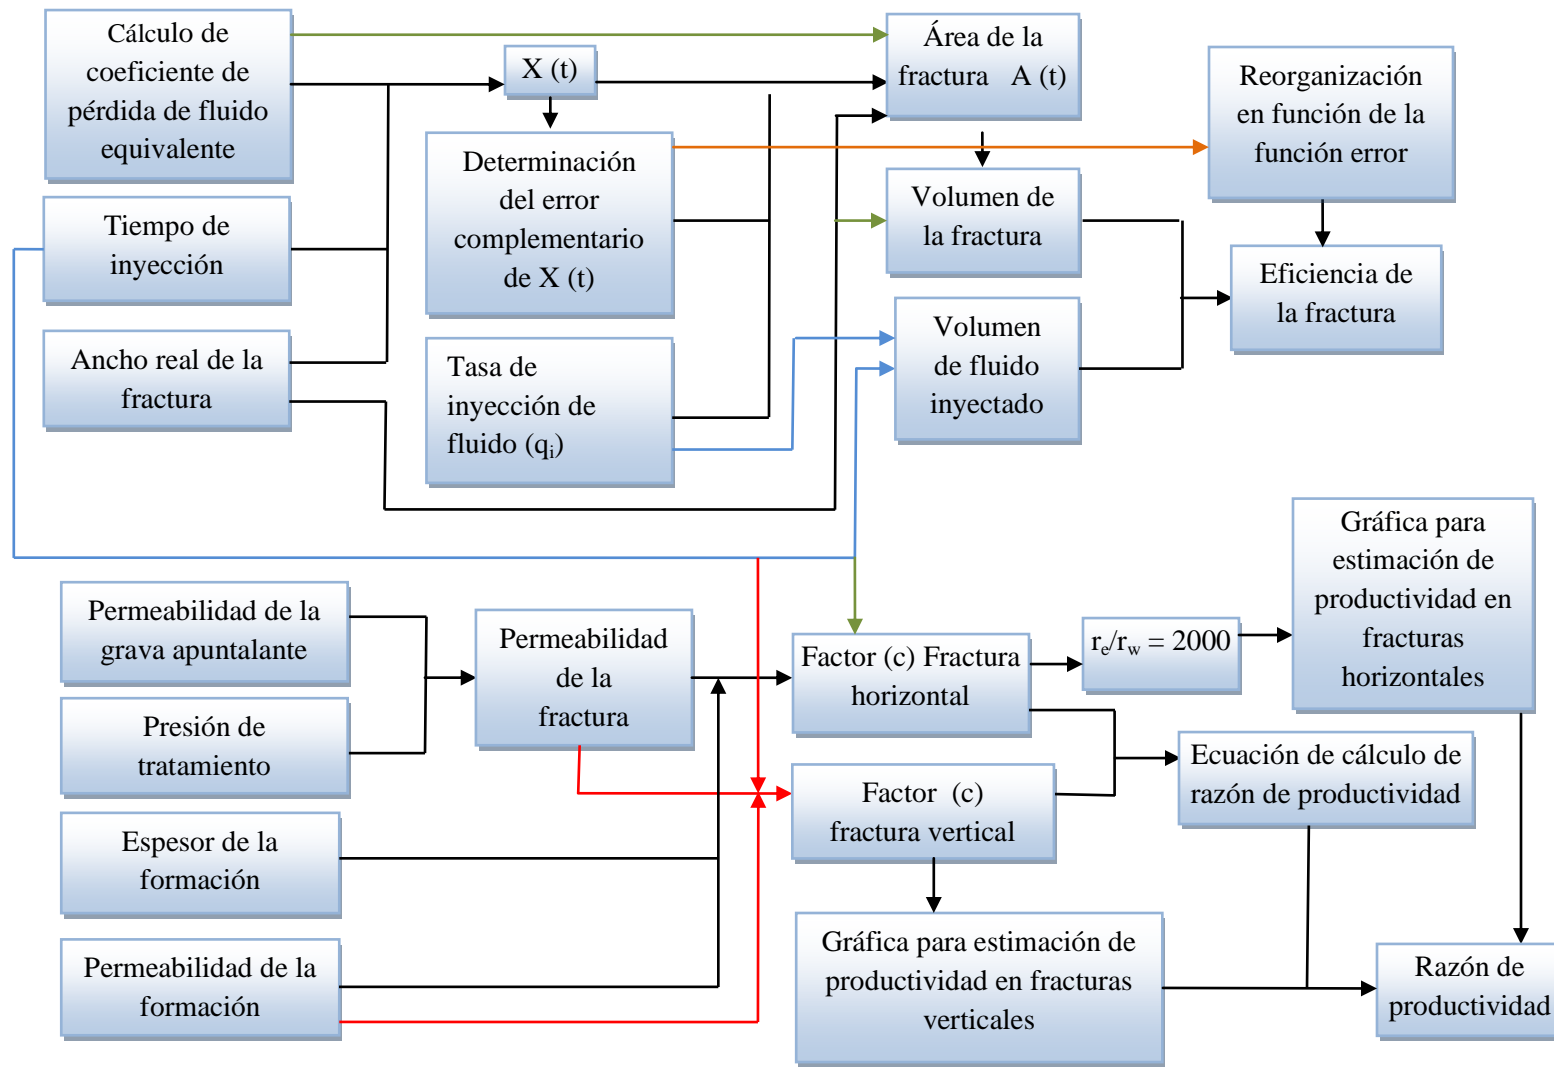 Cálculo de
coeficiente de
pérdida de fluido
equivalente
X (t)
Área de la
fractura A (t)
Reorganización
en función de la
función error
Tiempo de
inyección
Determinación
del error
complementario
de X (t)
Volumen de
la fractura
Eficiencia de
la fractura
Ancho real de la
fractura
Tasa de
inyección de
fluido (qi)
Volumen
de fluido
inyectado
Permeabilidad de la
grava apuntalante
Presión de
tratamiento
Permeabilidad
de la
fractura
Factor (c) Fractura
horizontal
re/rw = 2000
Gráfica para
estimación de
productividad en
fracturas
horizontales
Espesor de la
formación
Factor (c)
fractura vertical
Ecuación de cálculo de
razón de productividad
Permeabilidad de la
formación
Gráfica para estimación de
productividad en fracturas
verticales
Razón de
productividad